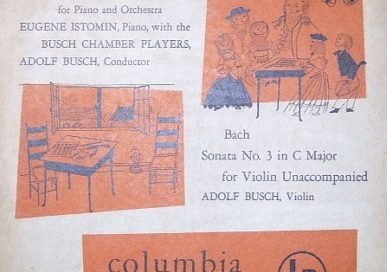 for Piano and Orchestra
EUGENE ISTOMIN, Piano, with the
BUSCH CHAMBER PLAYERS,
ADOLF BUSCH, Conductor
Bach
Sonata No. 3 in C Major
for Violin Unaccompanied
ADOLF BUSCH, Violin
columbia